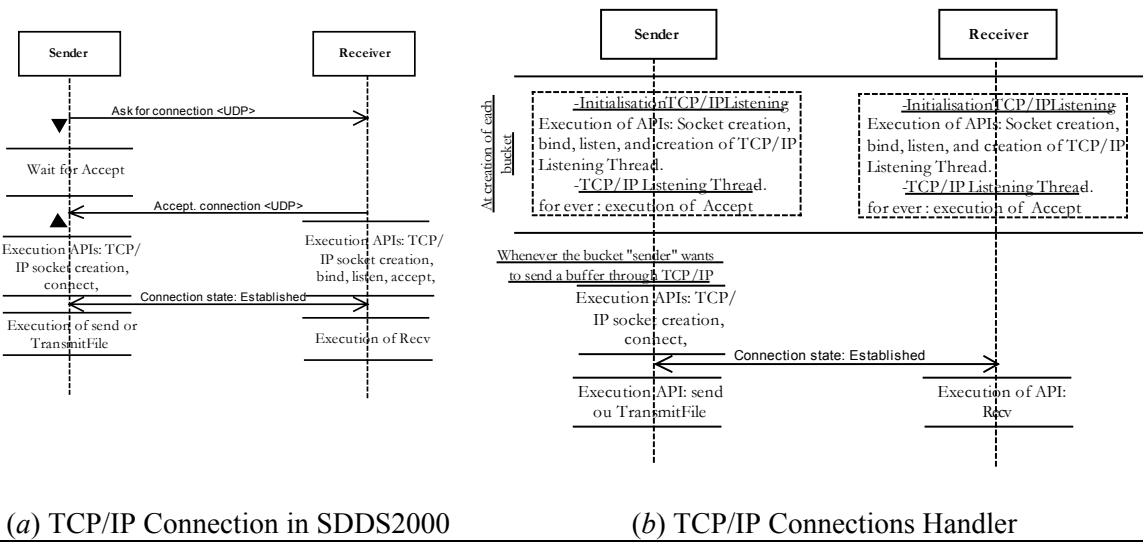 Sender
Receiver
Ask for connection <UDP>
Wait for Accept
Accept. connection <UDP>
Execution APIs: TCP/
IP socket creation,
connect,
Execution APIs: TCP/
IP socket creation,
bind, listen, accept,
Connection state: Established
Execution of send or
TransmitFile
Execution of Recv
(a) TCP/IP Connection in SDDS2000
Sender
Receiver
At creation of each
bucket
-InitialisationTCP/IPListening
Execution of APIs: Socket creation,
bind, listen, and creation of TCP/IP
Listening Thread.
-TCP/IP Listening Thread.
for ever : execution of Accept
-InitialisationTCP/IPListening
Execution of APIs: Socket creation,
bind, listen, and creation of TCP/IP
Listening Thread.
-TCP/IP Listening Thread.
for ever : execution of Accept
Whenever the bucket "sender" wants
to send a buffer through TCP/IP
Execution APIs: TCP/
IP socket creation,
connect,
Connection state: Established
Execution API: send
ou TransmitFile
Execution of API:
Recv
(b) TCP/IP Connections Handler